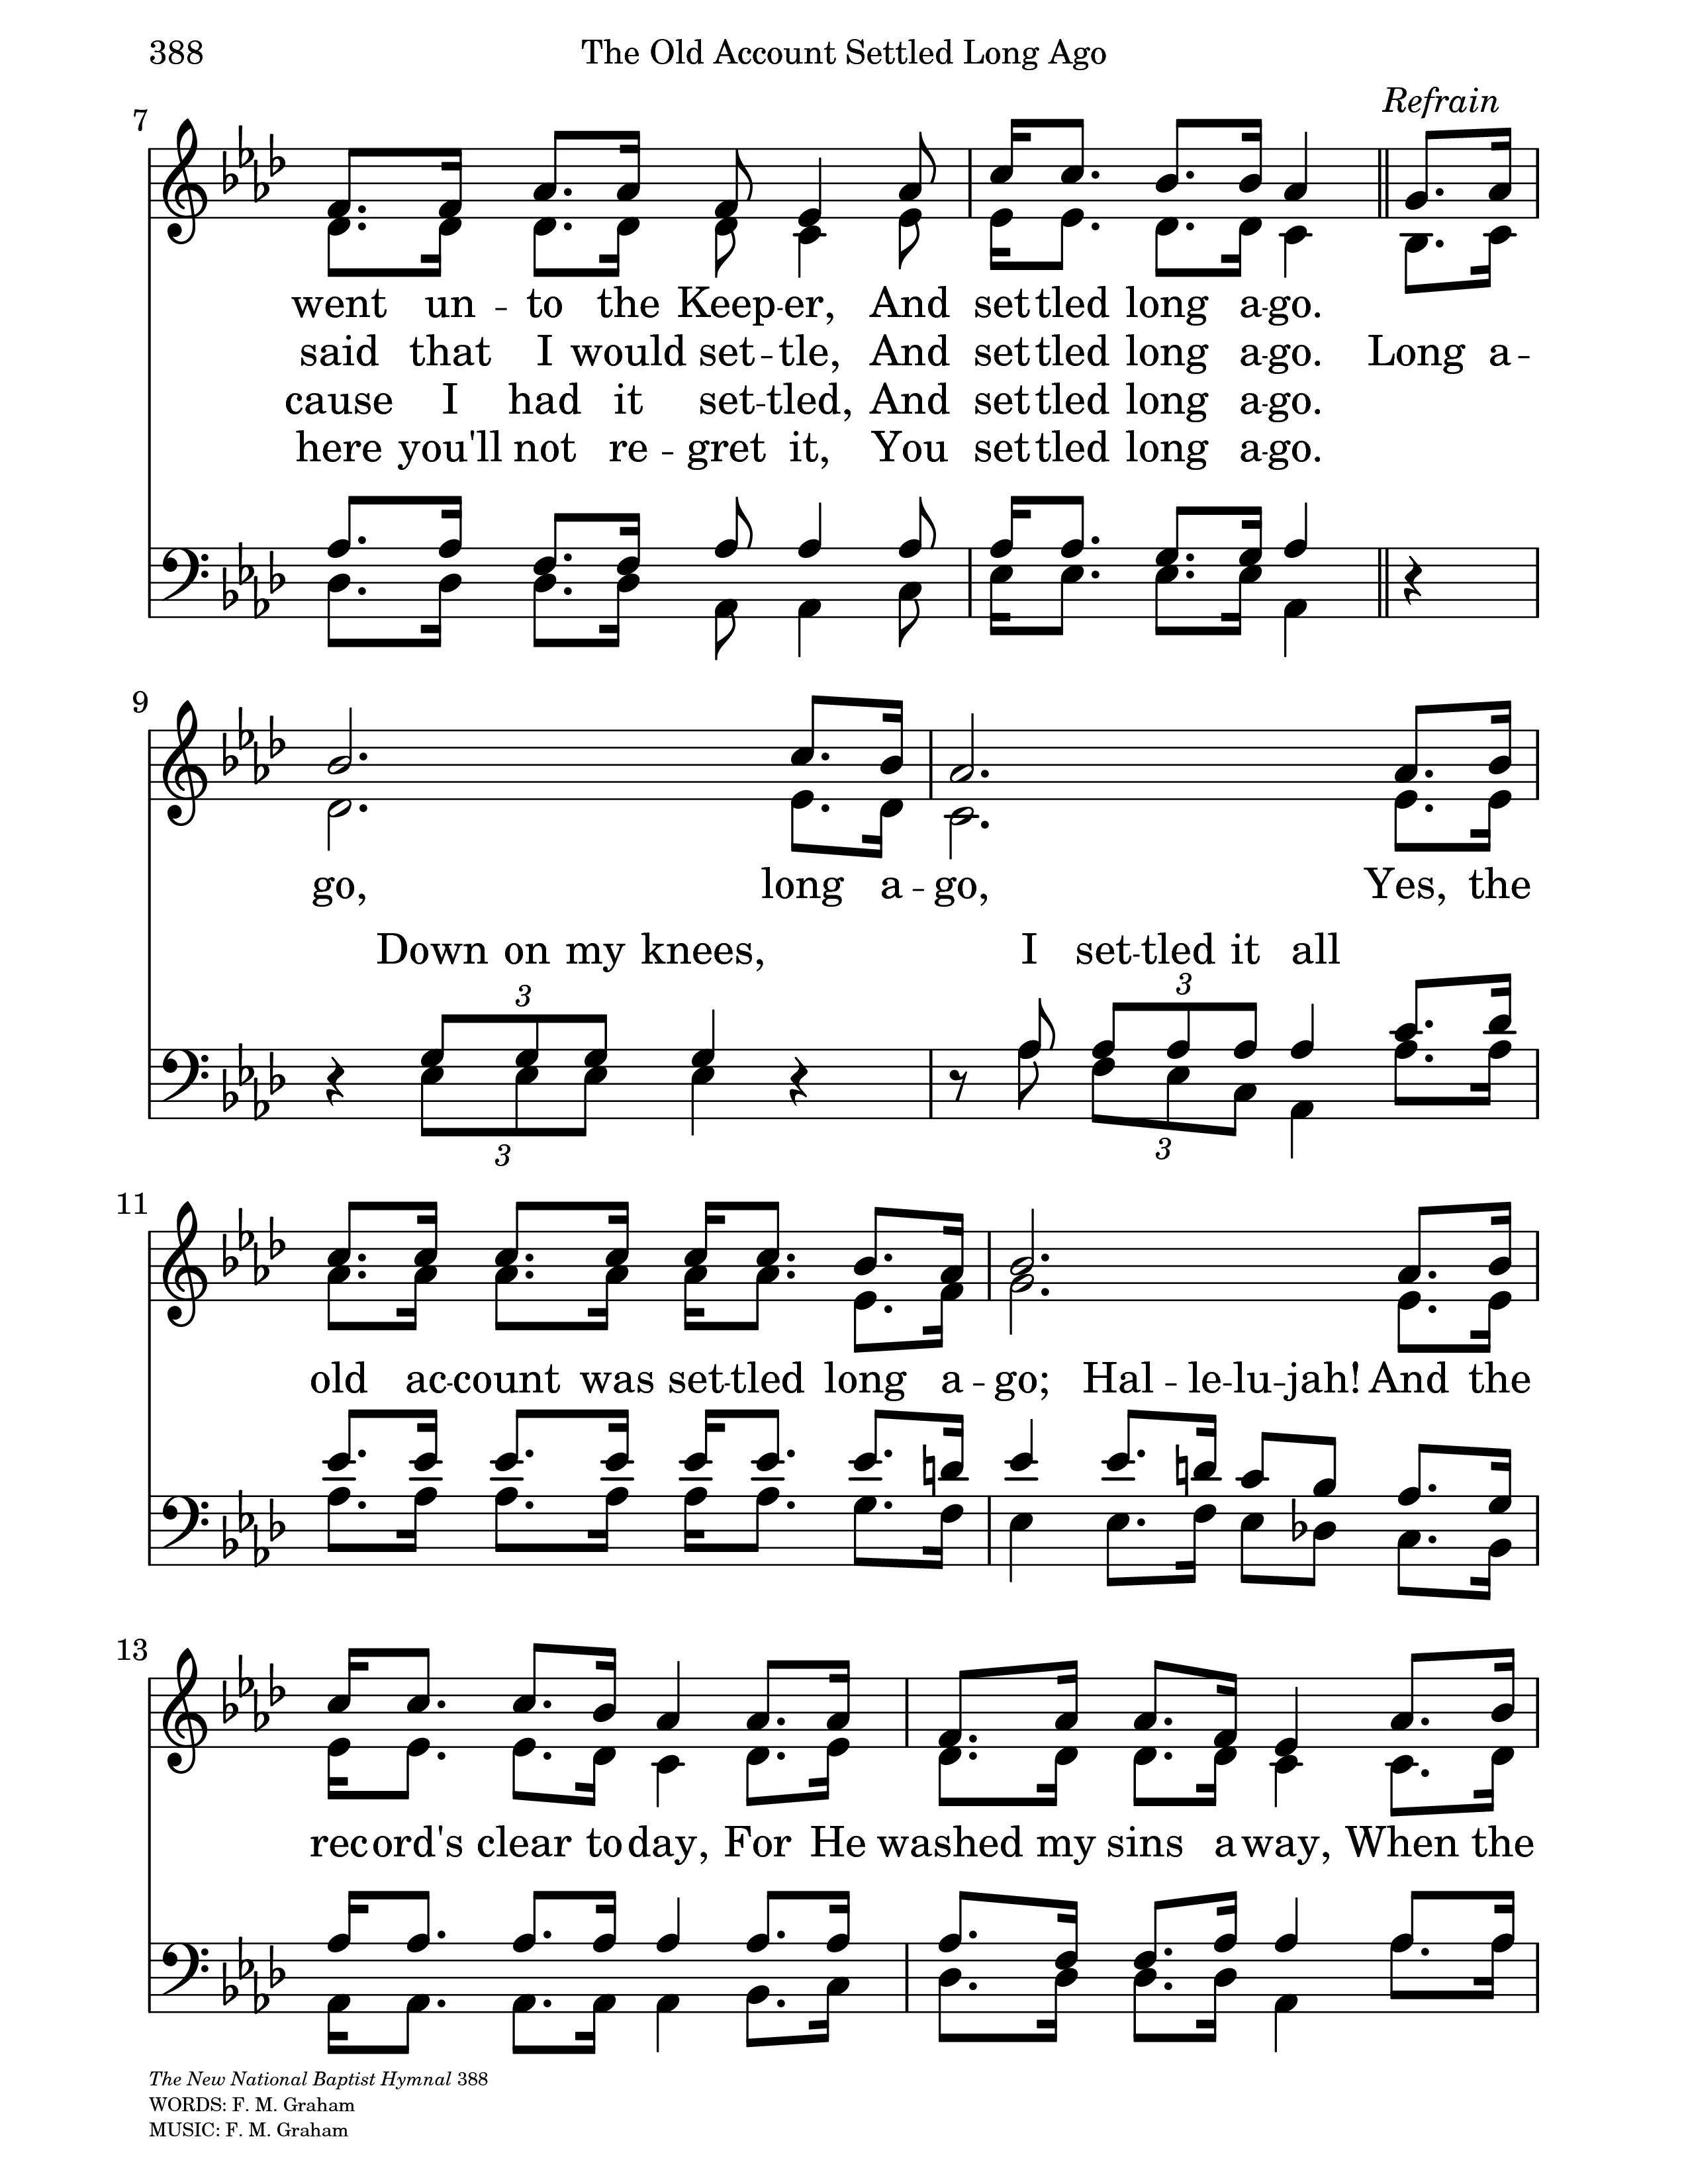 388 The Old Account Settled Long Ago
Refrain
7
went un -- to the Keep -- er, And set -- tled long a -- go.
said that I would set -- tle, And set -- tled long a -- go. Long a --
cause I had it set -- tled, And set -- tled long a -- go.
here you'll not re -- gret it, You set -- tled long a -- go.
9
go, long a -- go, Yes, the
Down on my knees, I set -- tled it all
3 3
3 3
11
old ac -- count was set -- tled long a -- go; Hal -- le -- lu -- jah! And the
13
record's clear today, For He washed my sins away, When the
The New National Baptist Hymnal 388
WORDS: F. M. Graham
MUSIC: F. M. Graham